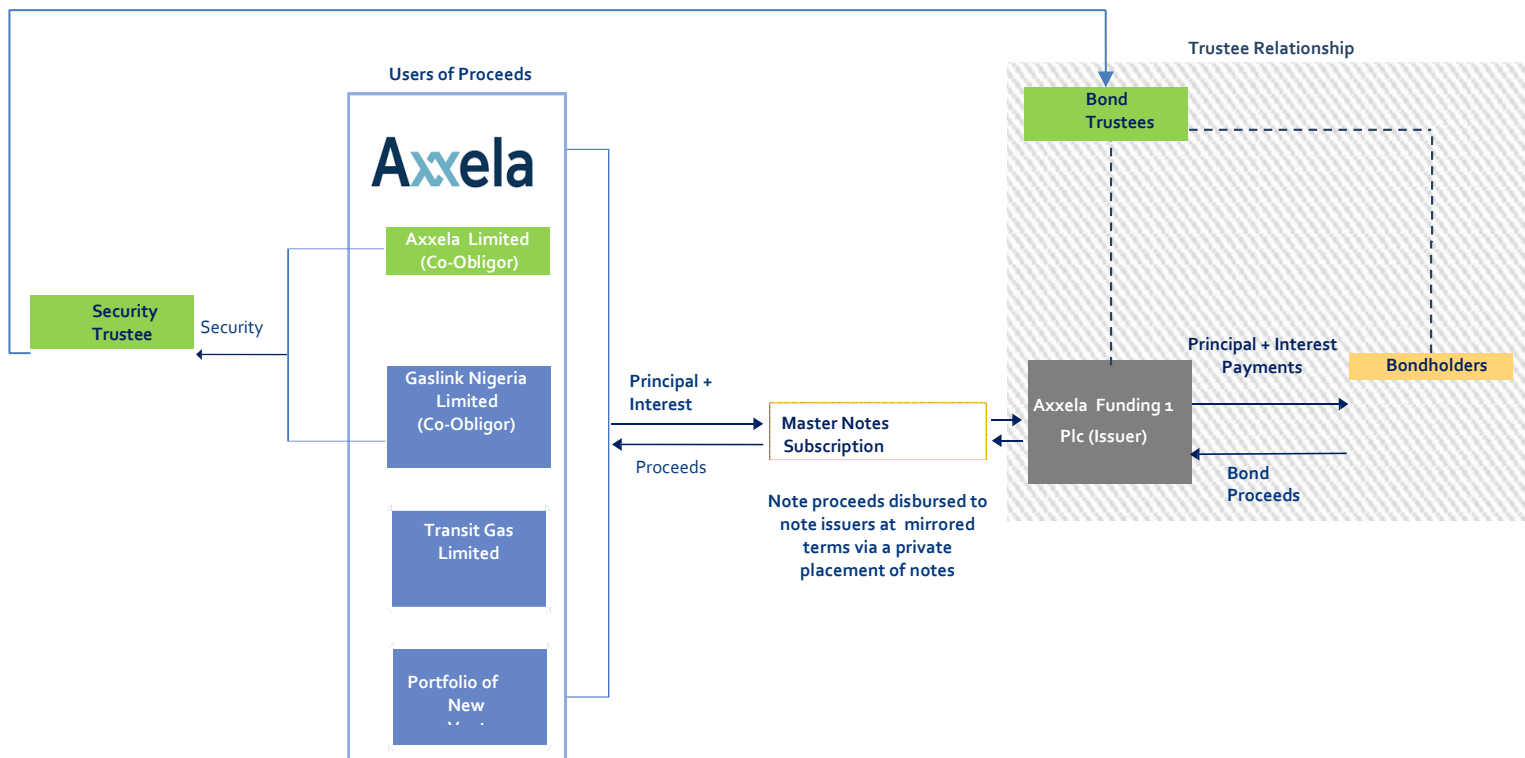 Trustee Relationship
Users of Proceeds
Bond
Trustees
Axxela
Axxela Limited
(Co-Obligor)
Security
Trustee
Security
Gaslink Nigeria
Limited
(Co-Obligor)
Principal +
Interest
Proceeds
Master Notes
Subscription
Axxela Funding 1
Plc (Issuer)
Principal + Interest
Payments
Bondholders
Bond
Proceeds
Note proceeds disbursed to
note issuers at mirrored
terms via a private
placement of notes
Transit Gas
Limited
Portfolio of
New